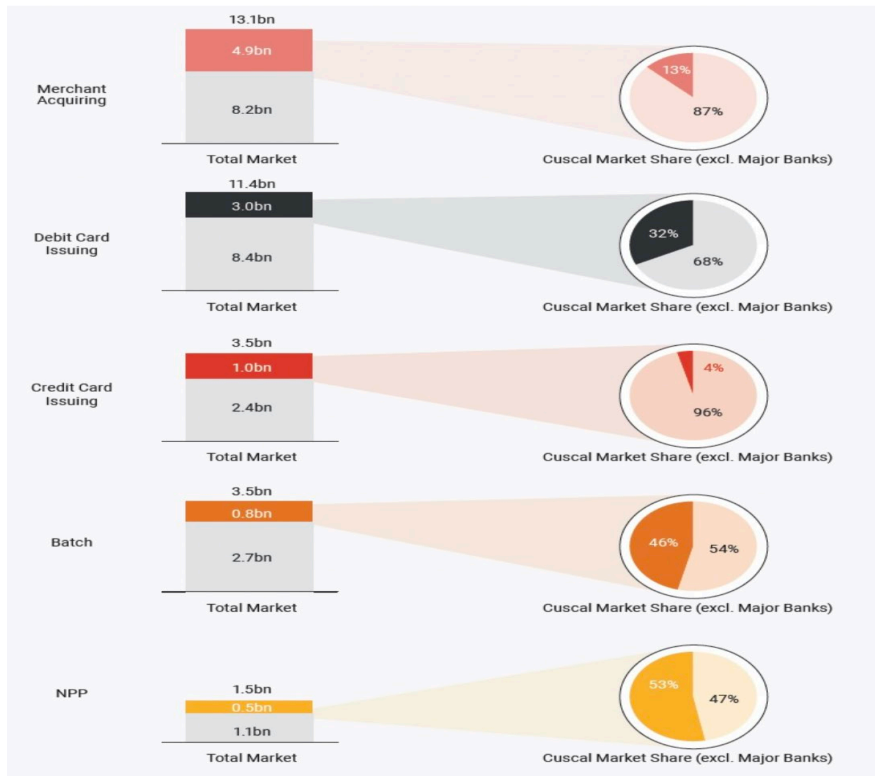 13.1bn
4.9bn
13%
Merchant
Acquiring
8.2bn
87%
Total Market
Cuscal Market Share (excl. Major Banks)
11.4bn
3.0bn
32%
Debit Card
Issuing
8.4bn
68%
Total Market
Cuscal Market Share (excl. Major Banks)
3.5bn
1.0bn
4%
Credit Card
Issuing
2.4bn
96%
Total Market
Cuscal Market Share (excl. Major Banks)
3.5bn
0.8bn
46%
54%
Batch
2.7bn
Total Market
Cuscal Market Share (excl. Major Banks)
NPP
1.5bn
0.5bn
53%
47%
1.1bn
Total Market
Cuscal Market Share (excl. Major Banks)